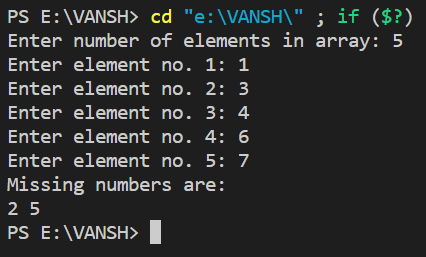 PS E:\VANSH> cd "e:\VANSH\" ; if ($?)
Enter number of elements in array: 5
Enter element no. 1: 1
Enter element no. 2: 3
Enter element no. 3: 4
Enter element no. 4: 6
Enter element no. 5: 7
Missing numbers are:
2 5
PS E:\VANSH>